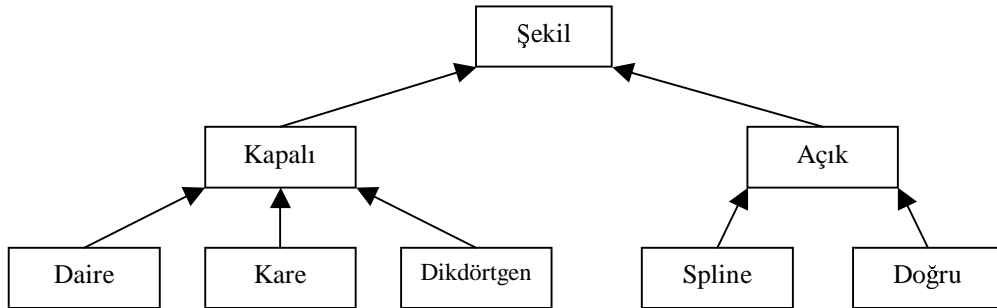 Şekil
Kapalı
Açık
Daire
Kare
Dikdörtgen
Spline
Doğru